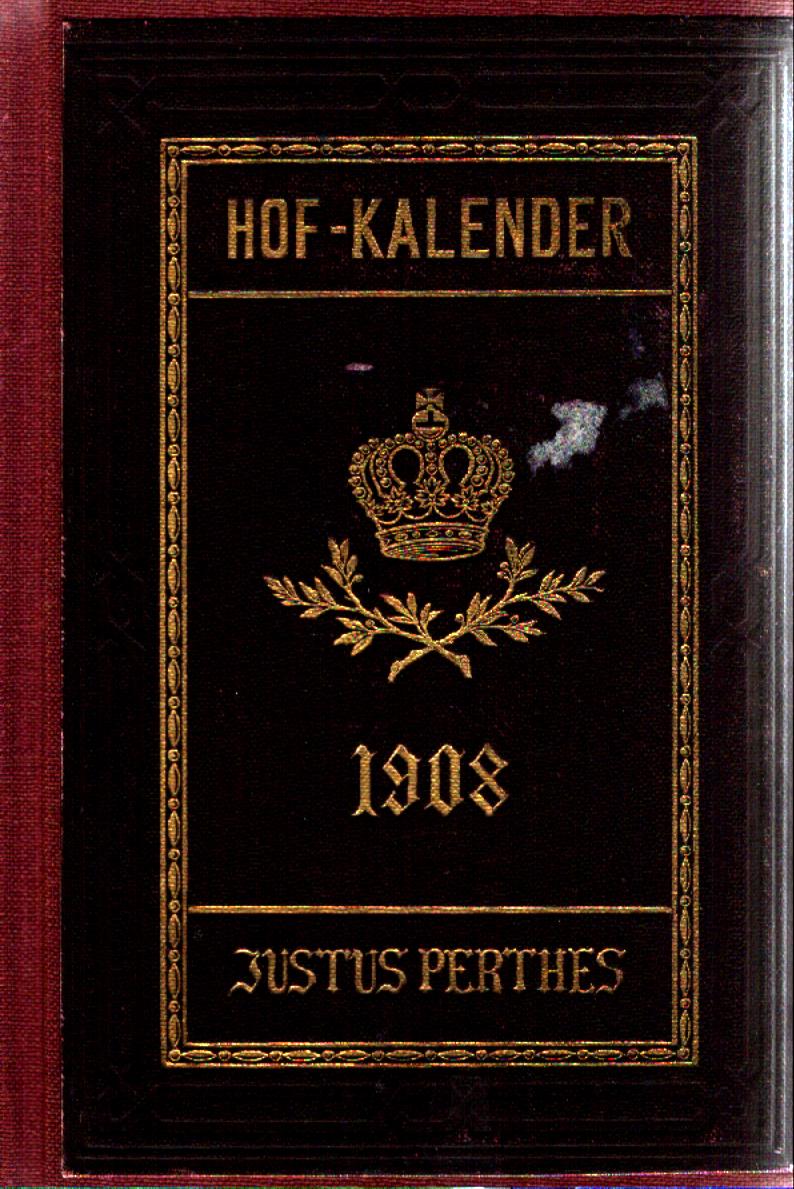 HOF-KALENDER
1908
JUSTUS PERTHES